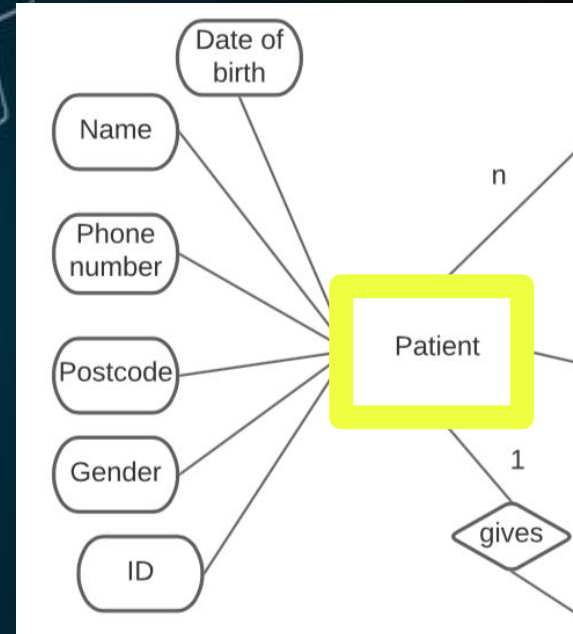 Date of
birth
Name
n
Phone
number
Patient
Postcode
1
Gender
gives
ID